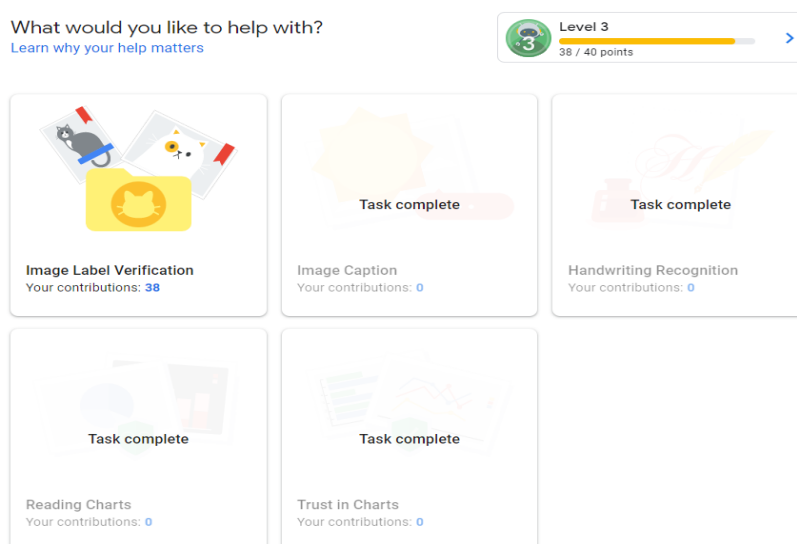 What would you like to help with?
Learn why your help matters
3
Level 3
38 / 40 points
Image Label Verification
Your contributions: 38
Task complete
Image Caption
Your contributions: 0
Task complete
Handwriting Recognition
Your contributions: 0
Task complete
Reading Charts
Your contributions: 0
Task complete
Trust in Charts
Your contributions: 0